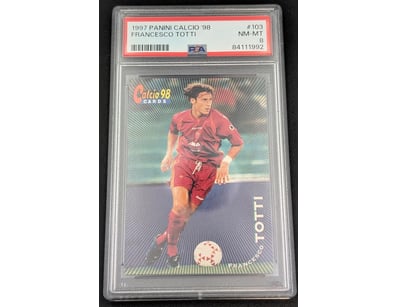 1997 PANINI CALCIO '98 #103
FRANCESCO TOTTI NM-MT
8
PSA 84111992
Calcio 98
CARDS
FRANCESCO TOTTI